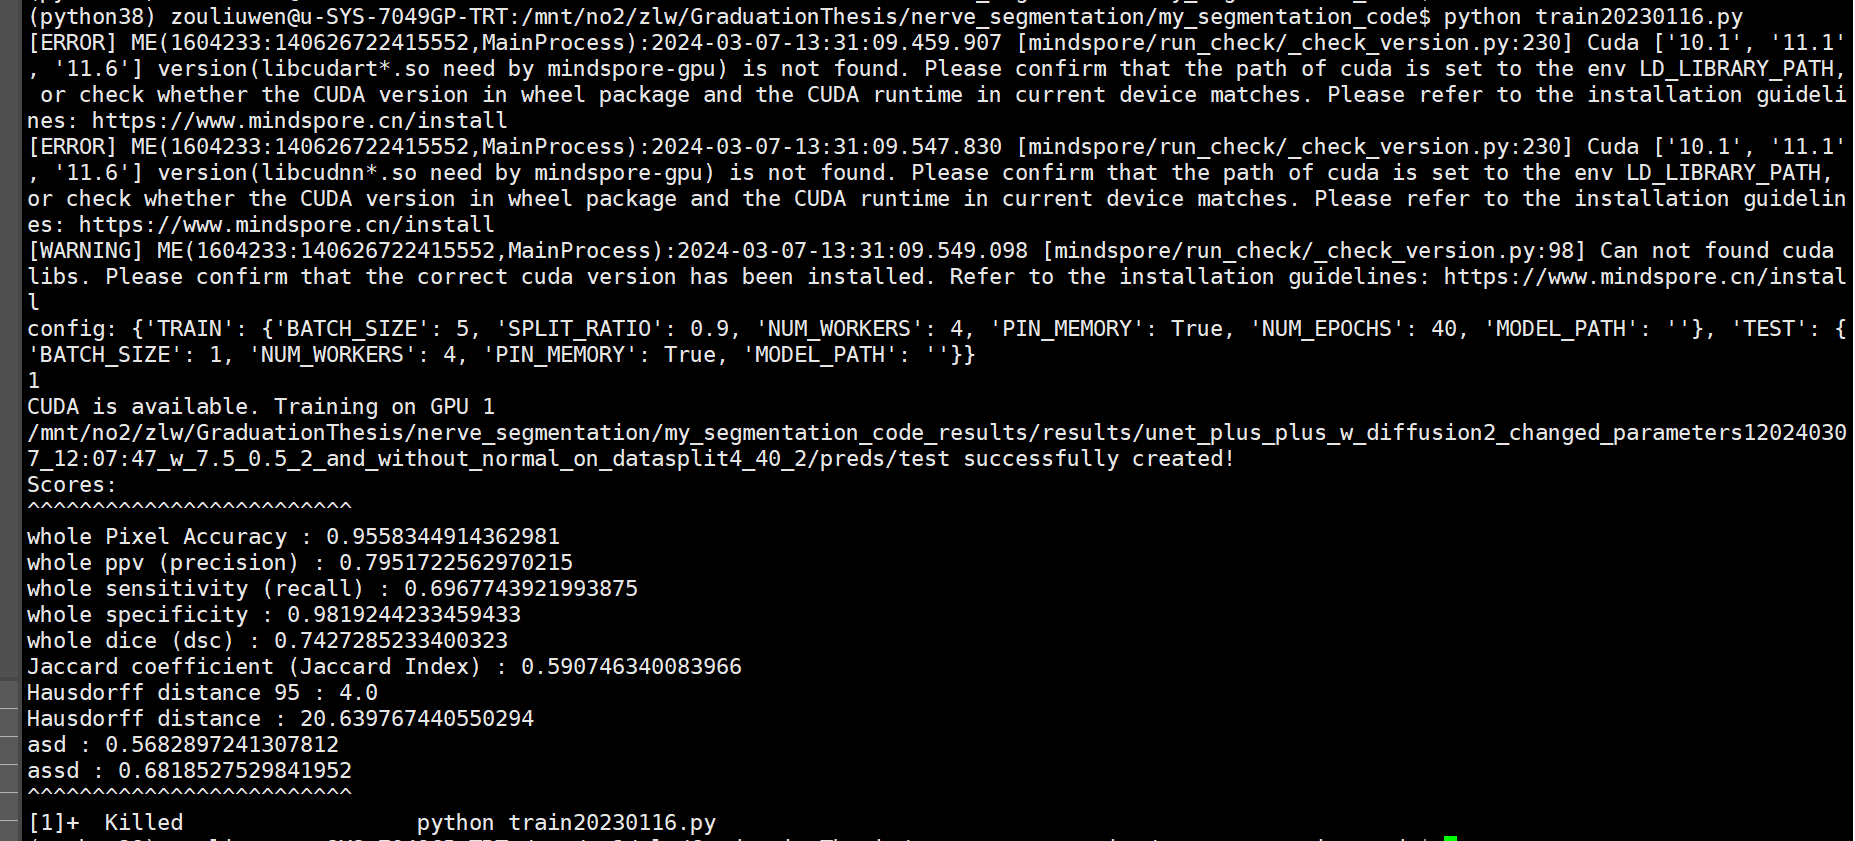 (python38) zouliuwen@u-SYS-7049GP-TRT:/mnt/no2/zlw/GraduationThesis/nerve_segmentation/my_segmentation_code$ python train20230116.py
[ERROR] ME(1604233:140626722415552,MainProcess):2024-03-07-13:31:09.459.907 [mindspore/run_check/_check_version.py:230] Cuda ['10.1', '11.1'
, '11.6'] version(libcudart*.so need by mindspore-gpu) is not found. Please confirm that the path of cuda is set to the env LD_LIBRARY_PATH,
or check whether the CUDA version in wheel package and the CUDA runtime in current device matches. Please refer to the installation guideli
nes: https://www.mindspore.cn/install
[ERROR] ME(1604233:140626722415552,MainProcess):2024-03-07-13:31:09.547.830 [mindspore/run_check/_check_version.py:230] Cuda ['10.1', '11.1'
, '11.6'] version(libcudnn*.so need by mindspore-gpu) is not found. Please confirm that the path of cuda is set to the env LD_LIBRARY_PATH,
or check whether the CUDA version in wheel package and the CUDA runtime in current device matches. Please refer to the installation guidelin
es: https://www.mindspore.cn/install
[WARNING] ME(1604233:140626722415552,MainProcess):2024-03-07-13:31:09.549.098 [mindspore/run_check/_check_version.py:98] Can not found cuda
libs. Please confirm that the correct cuda version has been installed. Refer to the installation guidelines: https://www.mindspore.cn/instal
l
config: {'TRAIN': {'BATCH_SIZE': 5, 'SPLIT_RATIO': 0.9, 'NUM_WORKERS': 4, 'PIN_MEMORY': True, 'NUM_EPOCHS': 40, 'MODEL_PATH': ''}, 'TEST': {
'BATCH_SIZE': 1, 'NUM_WORKERS': 4, 'PIN_MEMORY': True, 'MODEL_PATH': ''}}
1
CUDA is available. Training on GPU 1
/mnt/no2/zlw/GraduationThesis/nerve_segmentation/my_segmentation_code_results/results/unet_plus_plus_w_diffusion2_changed_parameters12024030
7_12:07:47_w_7.5_0.5_2_and_without_normal_on_datasplit4_40_2/preds/test successfully created!
Scores:
^^^^^^^^^^^^^^^^^^^^^^^^^
whole Pixel Accuracy : 0.9558344914362981
whole ppv (precision) : 0.7951722562970215
whole sensitivity (recall) : 0.6967743921993875
whole specificity : 0.9819244233459433
whole dice (dsc) : 0.7427285233400323
Jaccard coefficient (Jaccard Index) : 0.590746340083966
Hausdorff distance 95 : 4.0
Hausdorff distance : 20.639767440550294
asd : 0.5682897241307812
assd : 0.6818527529841952
^^^^^^^^^^^^^^^^^^^^^^^^^
[1]+  Killed                  python train20230116.py